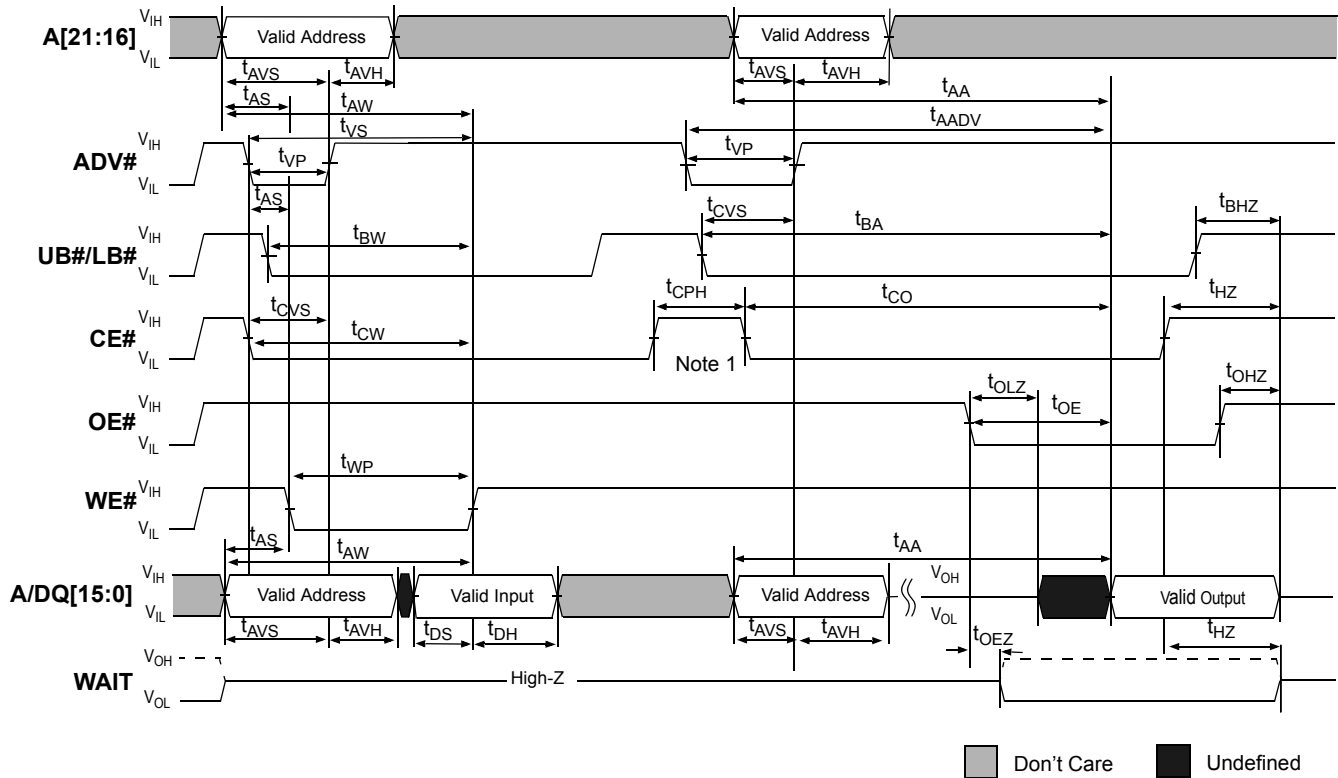 A[21:16] VIH VIL Valid Address Valid Address
tAVS tAVH tAVS tAVH
tAS tAW tAA
tVS tAADV
ADV# VIH VIL tVP tVP
tAS tCVS tBHZ
UB#/LB# VIH VIL tBW tBA
tCVS tCPH tCO tHZ
CE# VIH VIL tCW Note 1
tOLZ tOHZ
OE# VIH VIL tOE
tWP
WE# VIH VIL
tAS tAW tAA
A/DQ[15:0] VIH VIL Valid Address Valid Input Valid Address VOH VOL Valid Output
tAVS tAVH tDS tDH tAVS tAVH tOEZ tHZ
WAIT VOH VOL High-Z
Don't Care Undefined